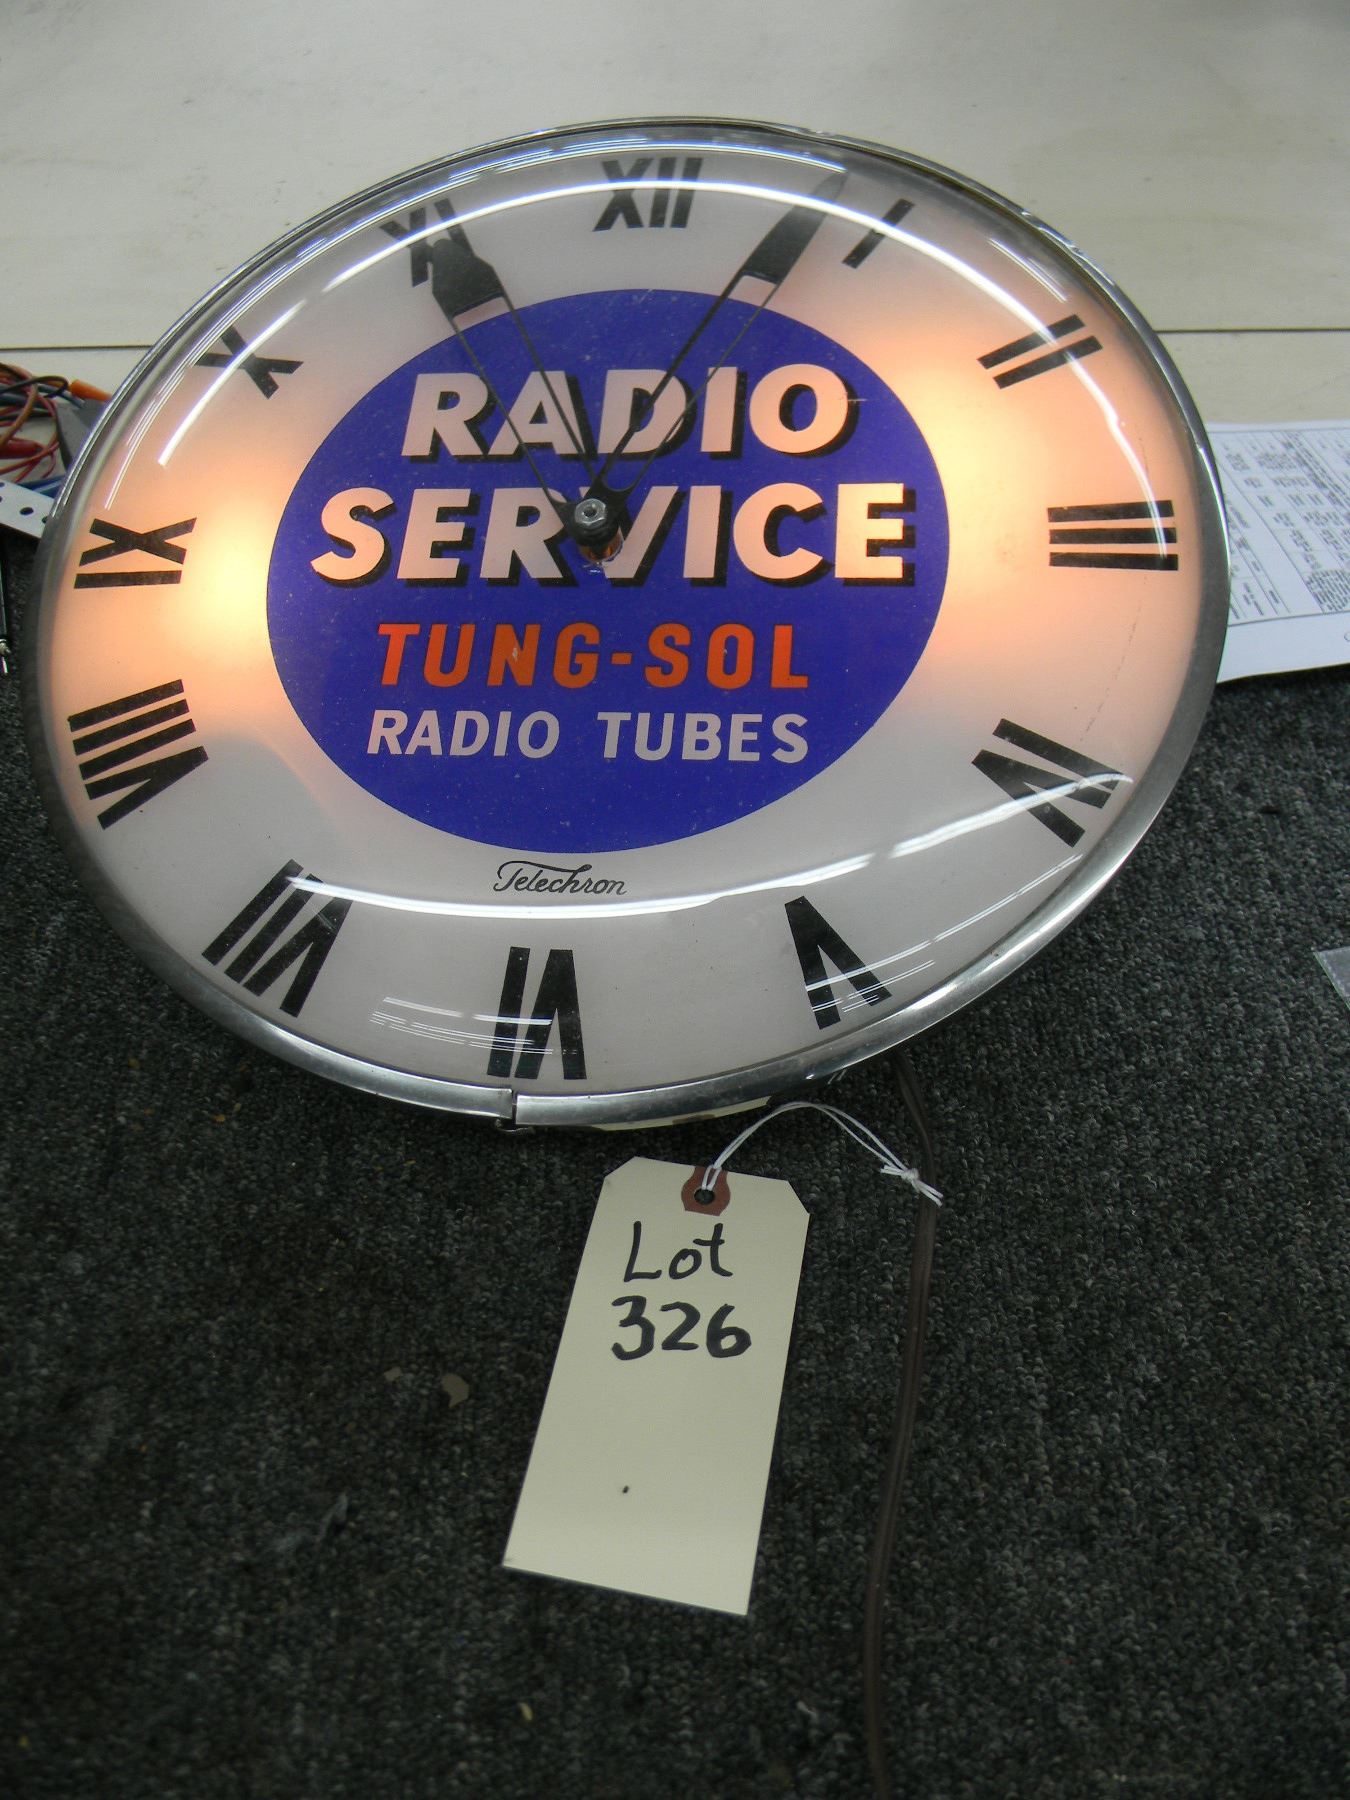 XII
XI
I
X
II
RADIO
SERVICE
IX
III
TUNG-SOL
RADIO TUBES
VIII
IV
Telechron
VII
VI
V
Lot
326